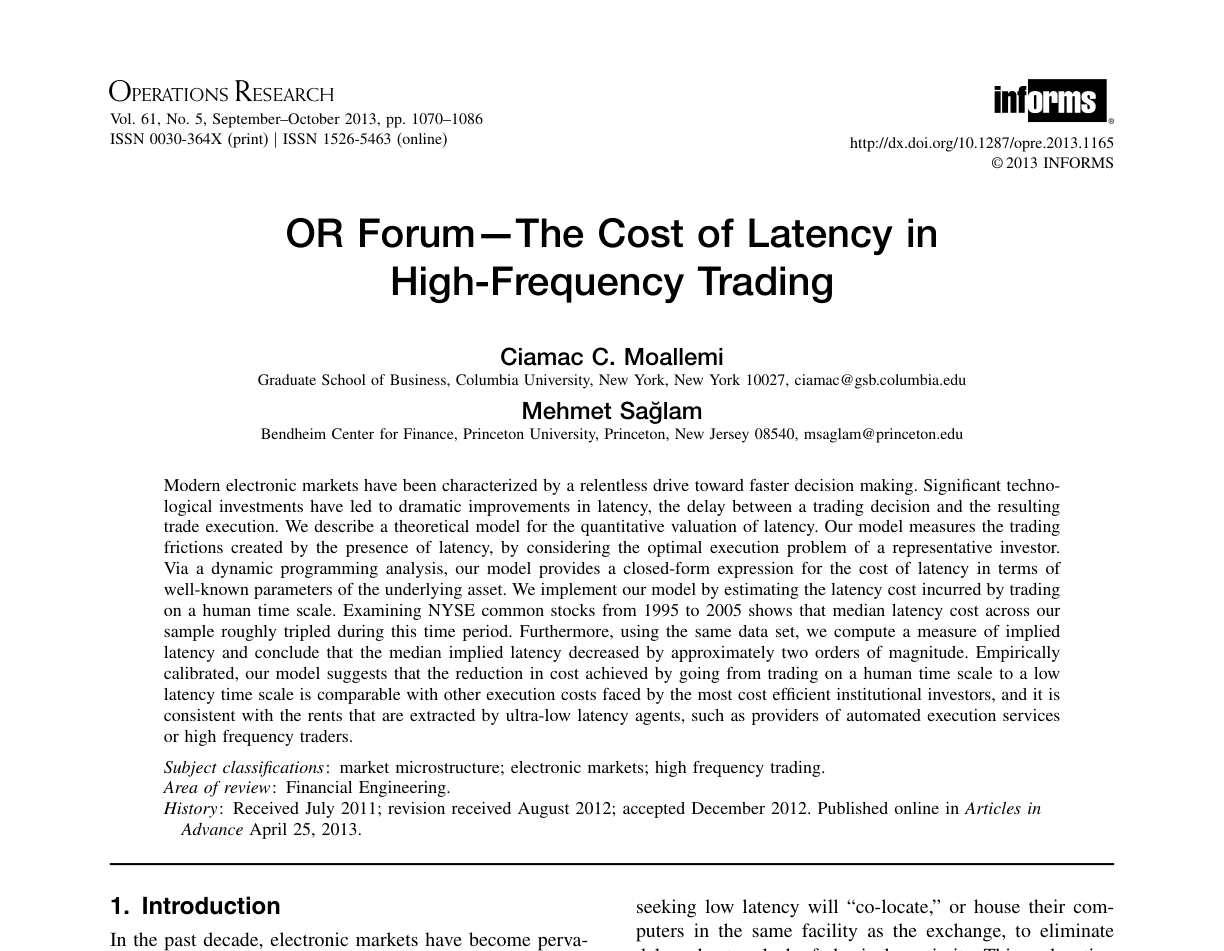 OPERATIONS RESEARCH
Vol. 61, No. 5, September–October 2013, pp. 1070–1086
ISSN 0030-364X (print) | ISSN 1526-5463 (online)
informs®
http://dx.doi.org/10.1287/opre.2013.1165
© 2013 INFORMS
OR Forum—The Cost of Latency in
High-Frequency Trading
Ciamac C. Moallemi
Graduate School of Business, Columbia University, New York, New York 10027, ciamac@gsb.columbia.edu
Mehmet Sağlam
Bendheim Center for Finance, Princeton University, Princeton, New Jersey 08540, msaglam@princeton.edu
Modern electronic markets have been characterized by a relentless drive toward faster decision making. Significant techno-
logical investments have led to dramatic improvements in latency, the delay between a trading decision and the resulting
trade execution. We describe a theoretical model for the quantitative valuation of latency. Our model measures the trading
frictions created by the presence of latency, by considering the optimal execution problem of a representative investor.
Via a dynamic programming analysis, our model provides a closed-form expression for the cost of latency in terms of
well-known parameters of the underlying asset. We implement our model by estimating the latency cost incurred by trading
on a human time scale. Examining NYSE common stocks from 1995 to 2005 shows that median latency cost across our
sample roughly tripled during this time period. Furthermore, using the same data set, we compute a measure of implied
latency and conclude that the median implied latency decreased by approximately two orders of magnitude. Empirically
calibrated, our model suggests that the reduction in cost achieved by going from trading on a human time scale to a low
latency time scale is comparable with other execution costs faced by the most cost efficient institutional investors, and it is
consistent with the rents that are extracted by ultra-low latency agents, such as providers of automated execution services
or high frequency traders.
Subject classifications: market microstructure; electronic markets; high frequency trading.
Area of review: Financial Engineering.
History: Received July 2011; revision received August 2012; accepted December 2012. Published online in Articles in
Advance April 25, 2013.
1. Introduction
In the past decade, electronic markets have become perva-
seeking low latency will “co-locate,” or house their com-
puters in the same facility as the exchange, to eliminate